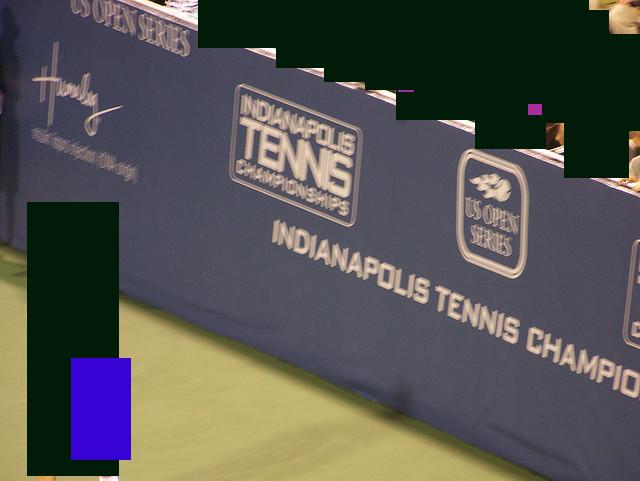 US OPEN SERIES
INDIANAPOLIS
TENNIS
CHAMPIONSHIPS
US OPEN
SERIES
INDIANAPOLIS TENNIS CHAMPIO